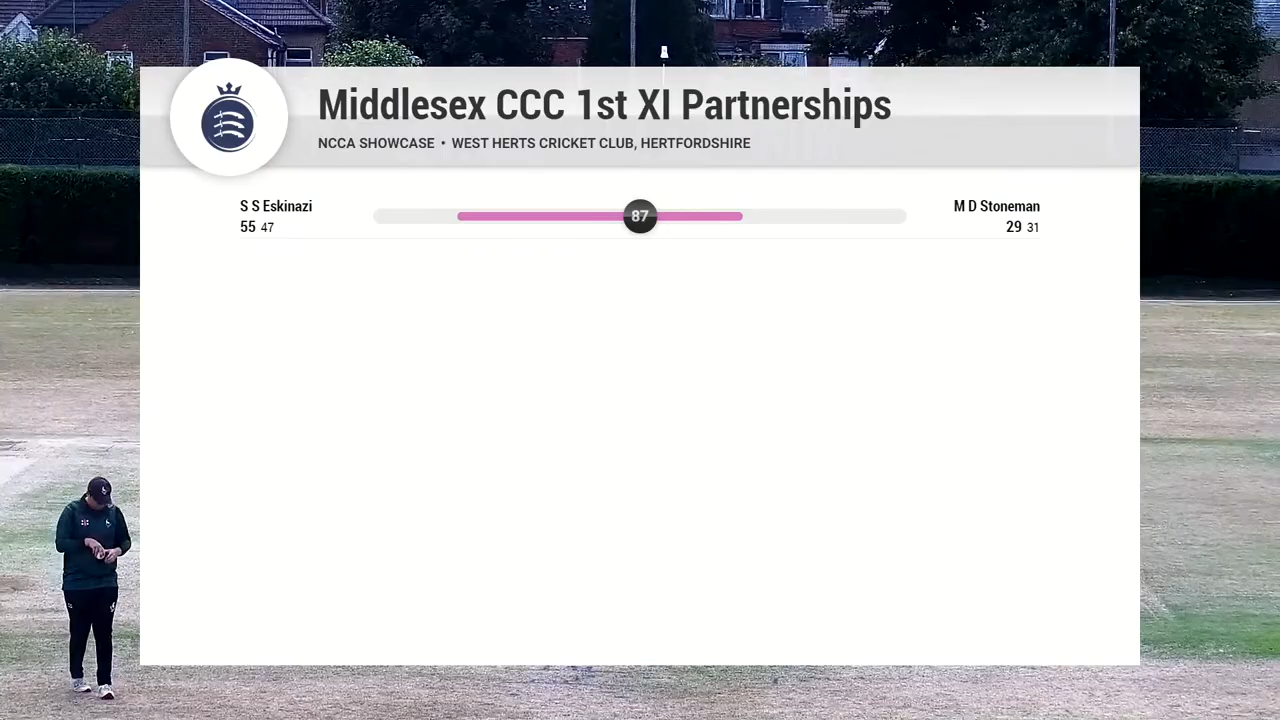 Middlesex CCC 1st XI Partnerships
NCCA SHOWCASE • WEST HERTS CRICKET CLUB, HERTFORDSHIRE
S S Eskinazi
55 47
87
M D Stoneman
29 31